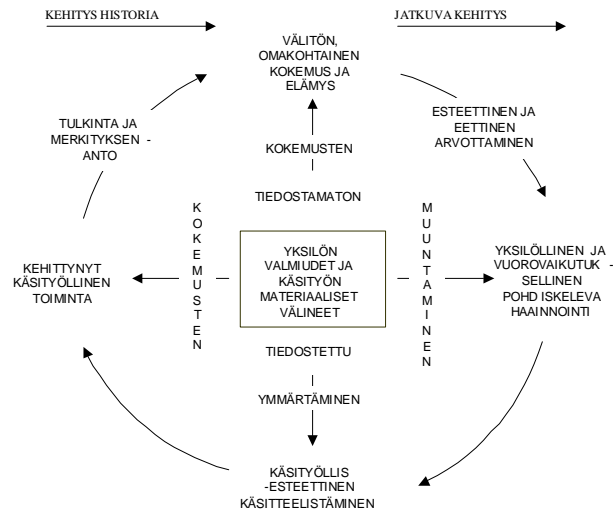 KEHITYS HISTORIA
JATKUVA KEHITYS
VÄLITÖN,
OMAKOHTAINEN
KOKEMUS JA
ELÄMYS
TULKINTA JA
MERKITYKSEN -
ANTO
ESTEETTINEN JA
EETTINEN
ARVOTTAMINEN
KOKEMUSTEN
TIEDOSTAMATON
KOKEMUSTEN
MUUNTAMINEN
KEHITTYNYT
KÄSITYÖLLINEN
TOIMINTA
YKSILÖN
VALMIUDET JA
KÄSITYÖN
MATERIAALISET
VÄLINEET
YKSILÖLLINEN JA
VUOROVAIKUTUK -
SELLINEN
POHD ISKELEVA
HAAINNOINTI
TIEDOSTETTU
YMMÄRTÄMINEN
KÄSITYÖLLIS
-ESTEETTINEN
KÄSITTEELISTÄMINEN